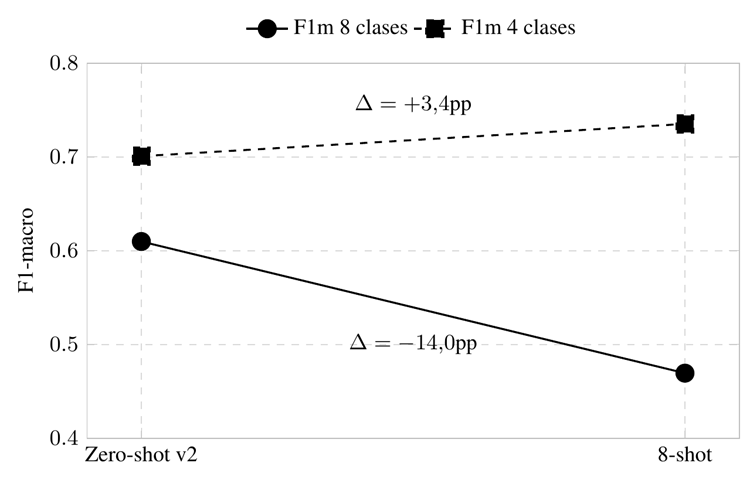 F1m 8 clases F1m 4 clases
0.8
Δ = +3,4pp
0.7
0.6
F1-macro
Δ = −14,0pp
0.5
0.4
Zero-shot v2 8-shot